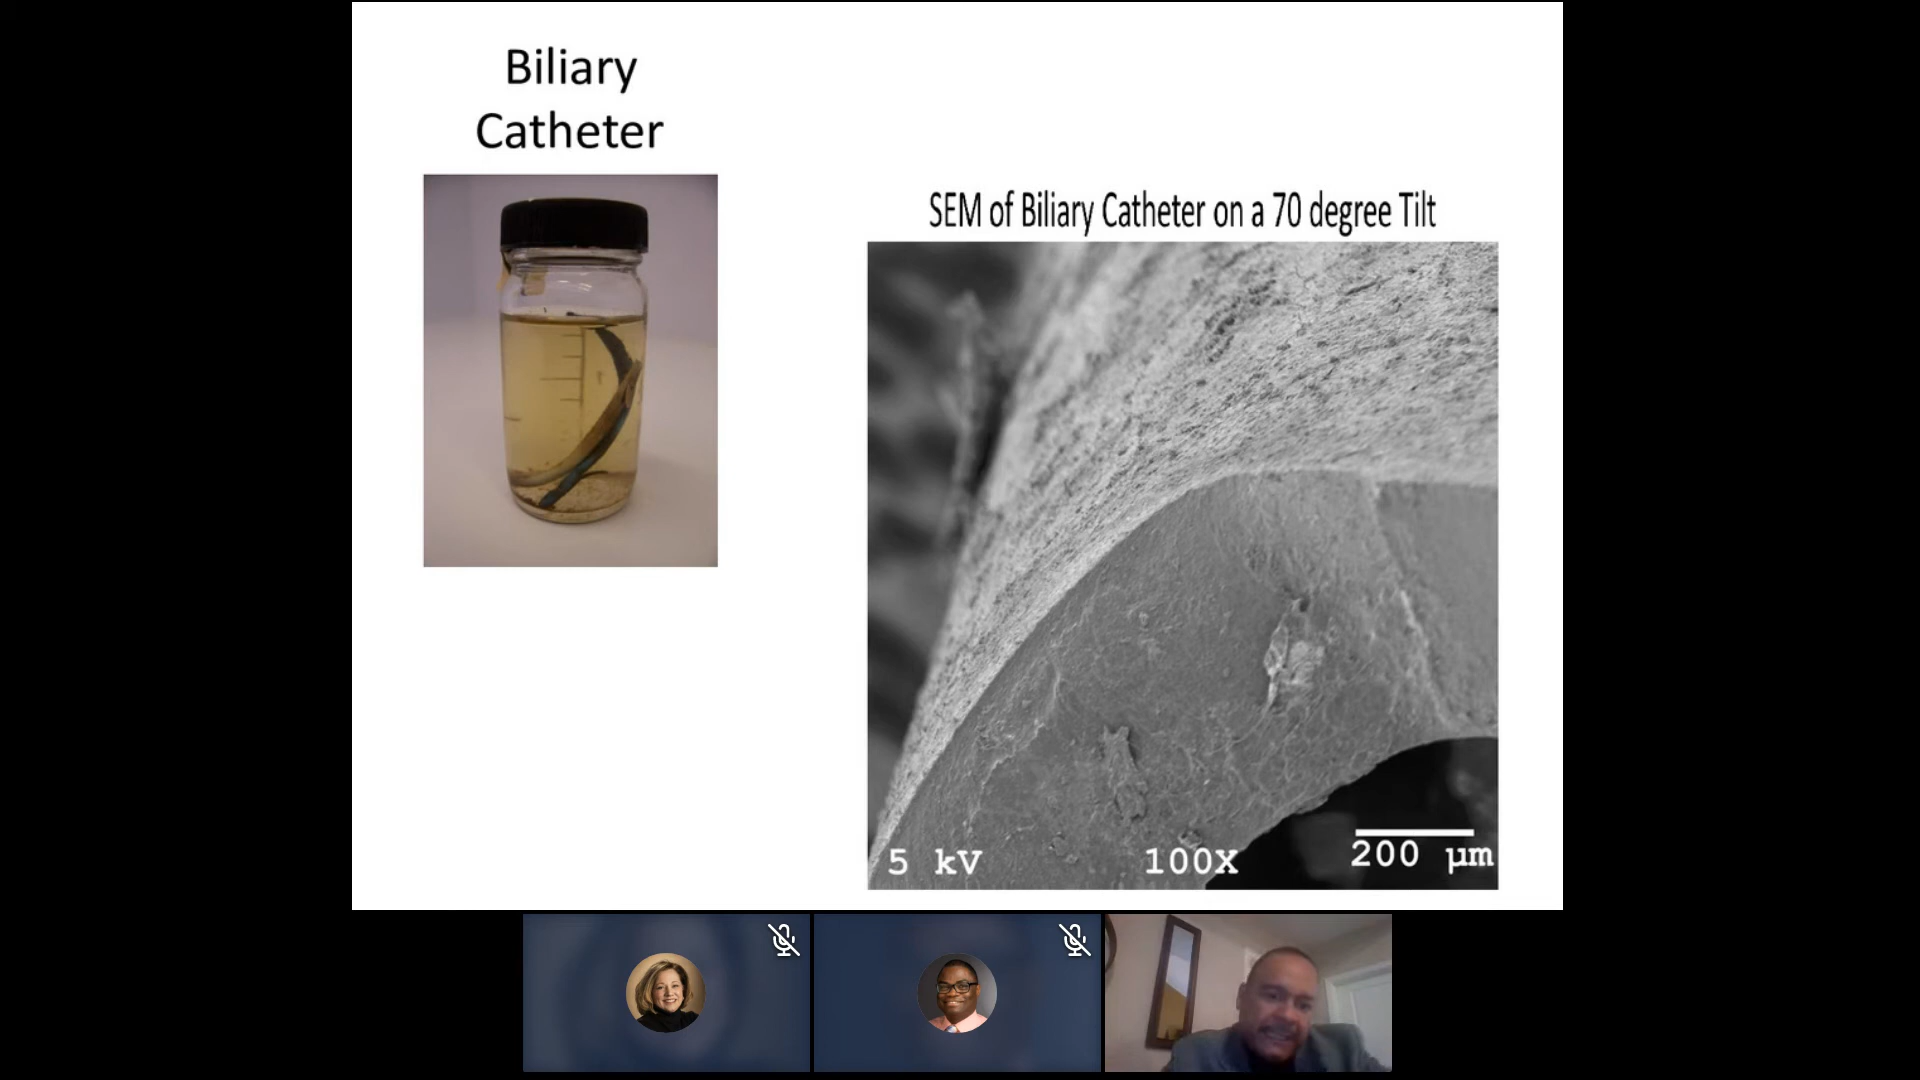 Biliary
Catheter
SEM of Biliary Catheter on a 70 degree Tilt
5 kV
100X
200 µm